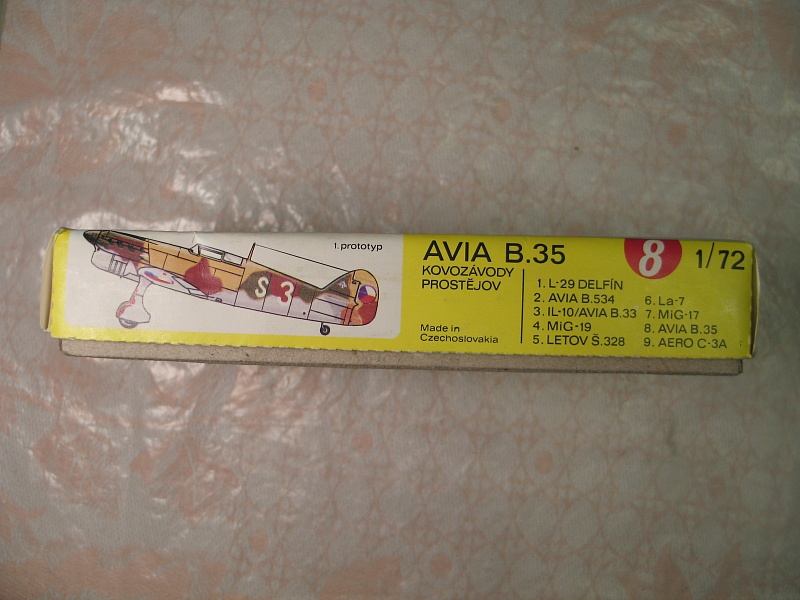 1. prototyp
S 3
AVIA B.35
KOVOZÁVODY
PROSTĚJOV
Made in
Czechoslovakia
1. L-29 DELFÍN
2. AVIA B.534
3. IL-10/AVIA B.33
4. MiG-19
5. LETOV Š.328
6. La-7
7. MiG-17
8. AVIA B.35
9. AERO C-3A
8
1/72